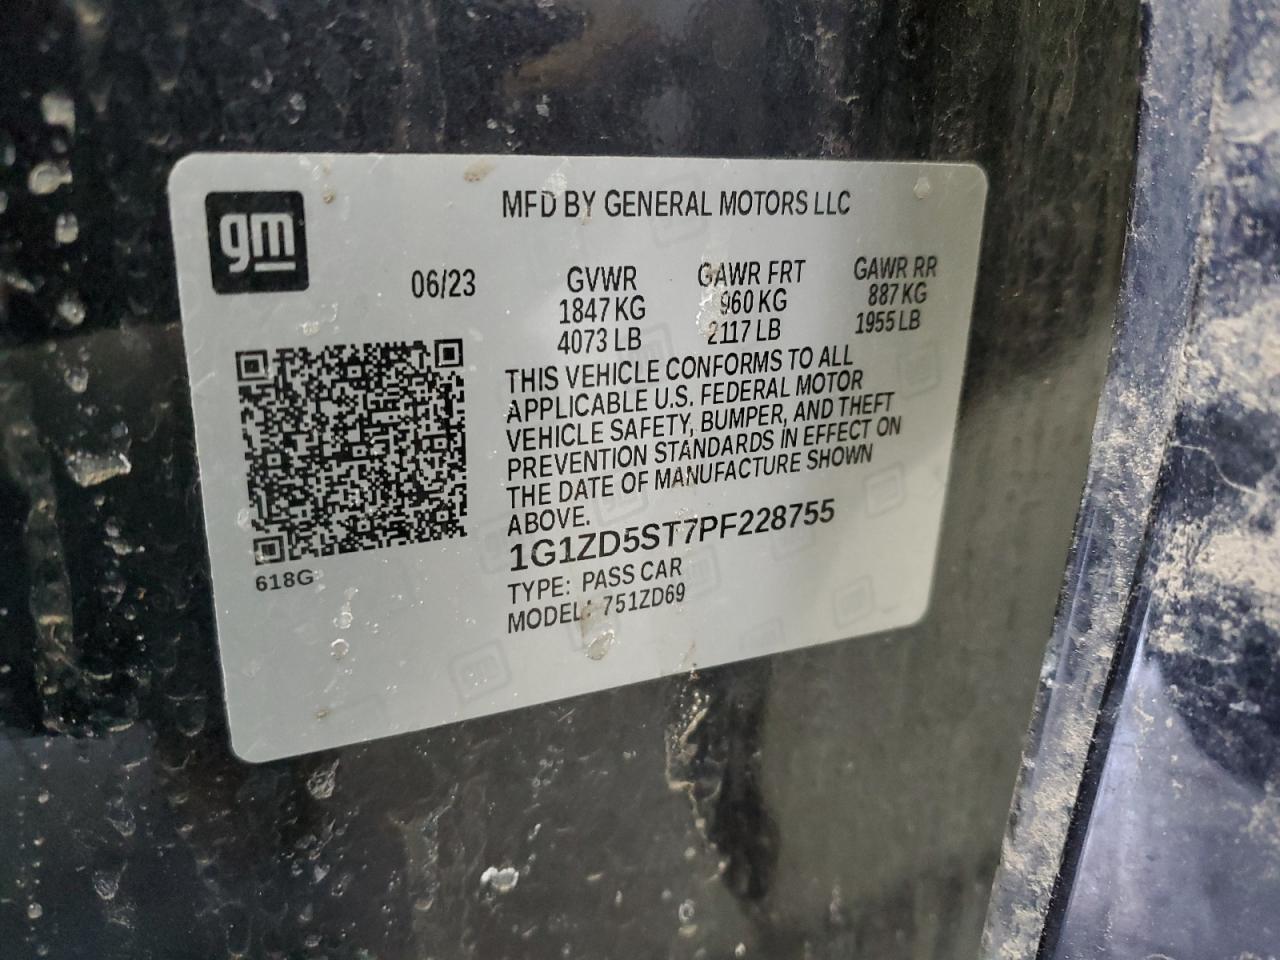 gm
MFD BY GENERAL MOTORS LLC
06/23
GVWR
1847 KG
4073 LB
GAWR FRT
960 KG
2117 LB
GAWR RR
887 KG
1955 LB
THIS VEHICLE CONFORMS TO ALL
APPLICABLE U.S. FEDERAL MOTOR
VEHICLE SAFETY, BUMPER, AND THEFT
PREVENTION STANDARDS IN EFFECT ON
THE DATE OF MANUFACTURE SHOWN
ABOVE.
1G1ZD5ST7PF228755
TYPE: PASS CAR
MODEL: 751ZD69
618G